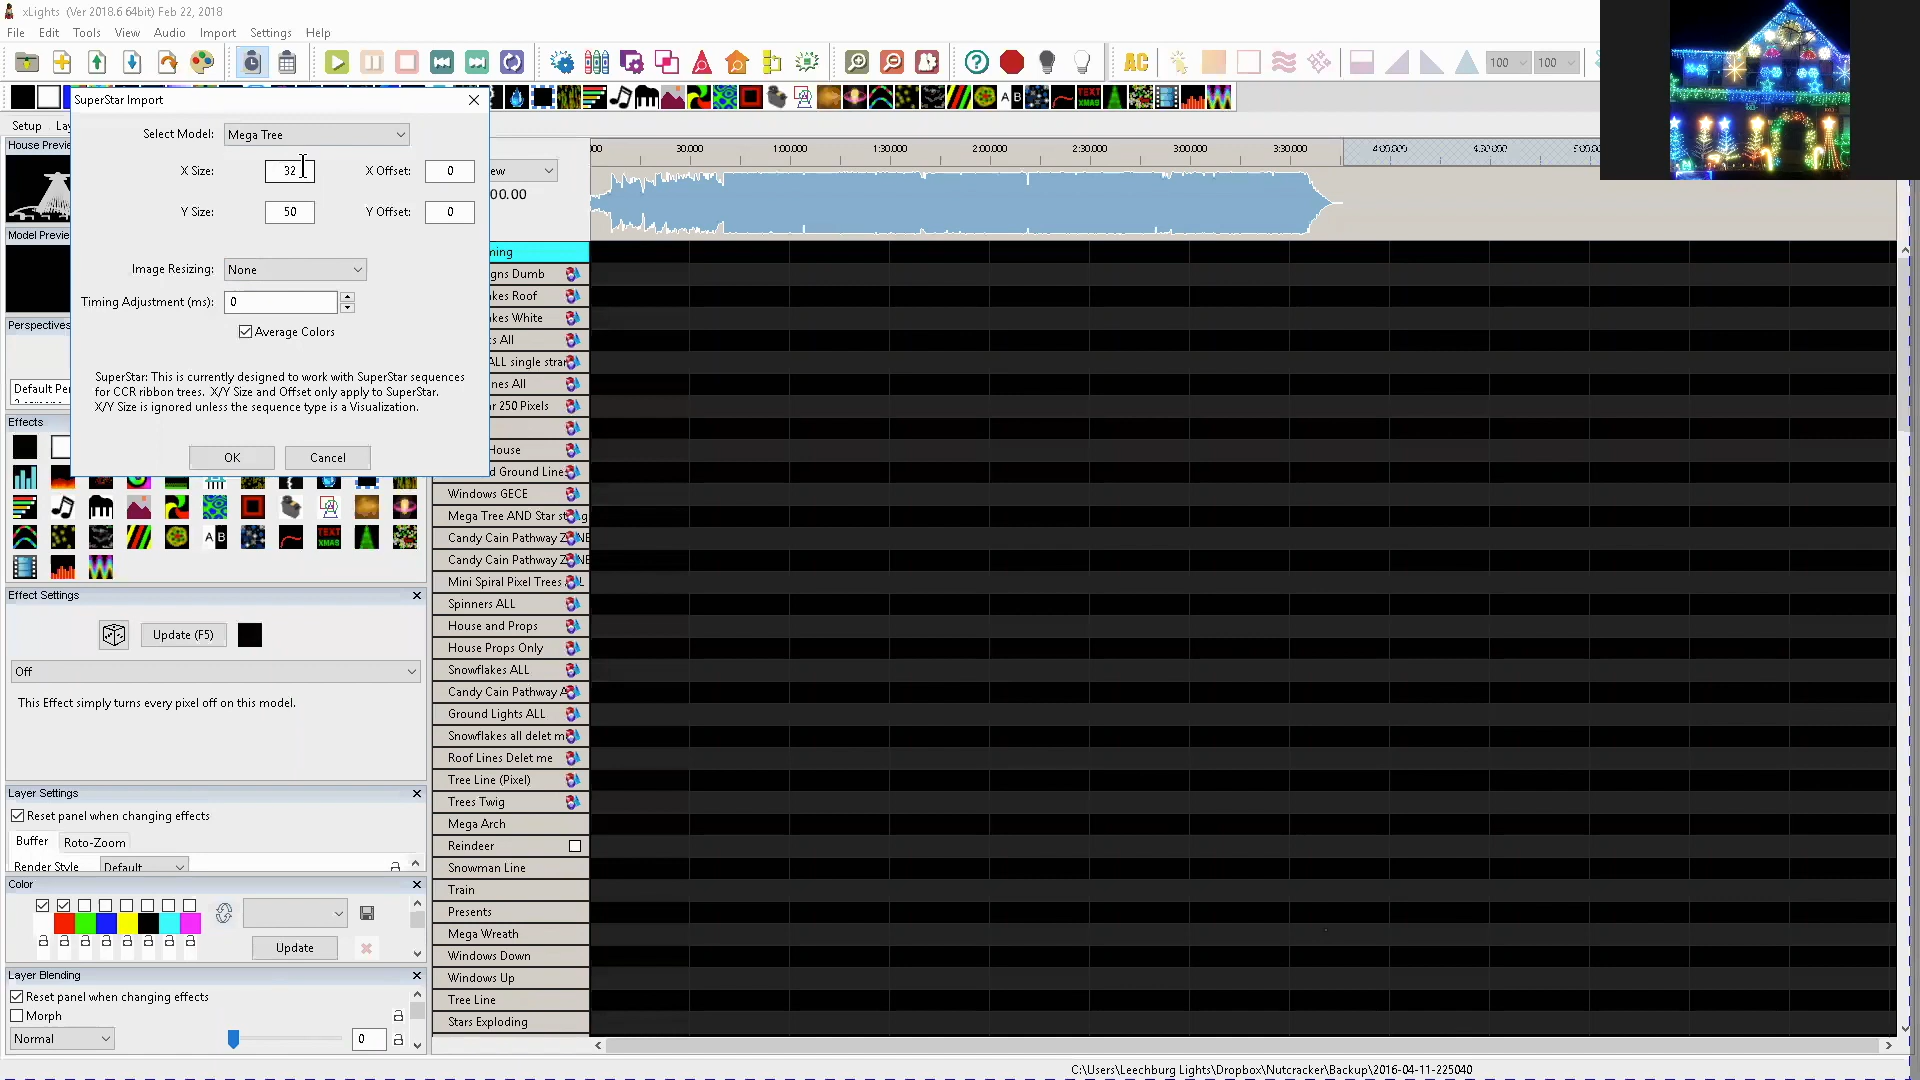 xLights (Ver 2018.6 64bit) Feb 22, 2018
File Edit Tools View Import Audio Settings Help
AC 100 100
SuperStar Import
Select Model: Mega Tree
X Size: 32 X Offset: 0
Y Size: 50 Y Offset: 0
Image Resizing: None
Timing Adjustment (ms): 0
Average Colors
SuperStar: This is currently designed to work with SuperStar sequences
for CCR ribbon trees. X/Y Size and Offset only apply to SuperStar.
X/Y Size is ignored unless the sequence type is a Visualization.
OK Cancel
Setup
House Previe
Model Previe
Perspectives
Default Per
Effects
Effect Settings
Update (F5)
Off
This Effect simply turns every pixel off on this model.
Layer Settings
Reset panel when changing effects
Buffer Roto-Zoom
Render Style Default
Color
Update
Layer Blending
Reset panel when changing effects
Morph
Normal 0
30.000 1:00.000 1:30.000 2:00.000 2:30.000 3:00.000 3:30.000 4:00.000 4:30.000
ew
00.00
ning
igns Dumb
kes Roof
kes White
s All
ALL single stran
nes All
ar 250 Pixels
House
d Ground Lines
Windows GECE
Mega Tree AND Star st
Candy Cain Pathway Z
Candy Cain Pathway Z
Mini Spiral Pixel Trees
Spinners ALL
House and Props
House Props Only
Snowflakes ALL
Candy Cain Pathway A
Ground Lights ALL
Snowflakes all delet m
Roof Lines Delet me
Tree Line (Pixel)
Trees Twig
Mega Arch
Reindeer
Snowman Line
Train
Presents
Mega Wreath
Windows Down
Windows Up
Tree Line
Stars Exploding
C:\Users\Leechburg Lights\Dropbox\Nutcracker\Backup\2016-04-11-225040